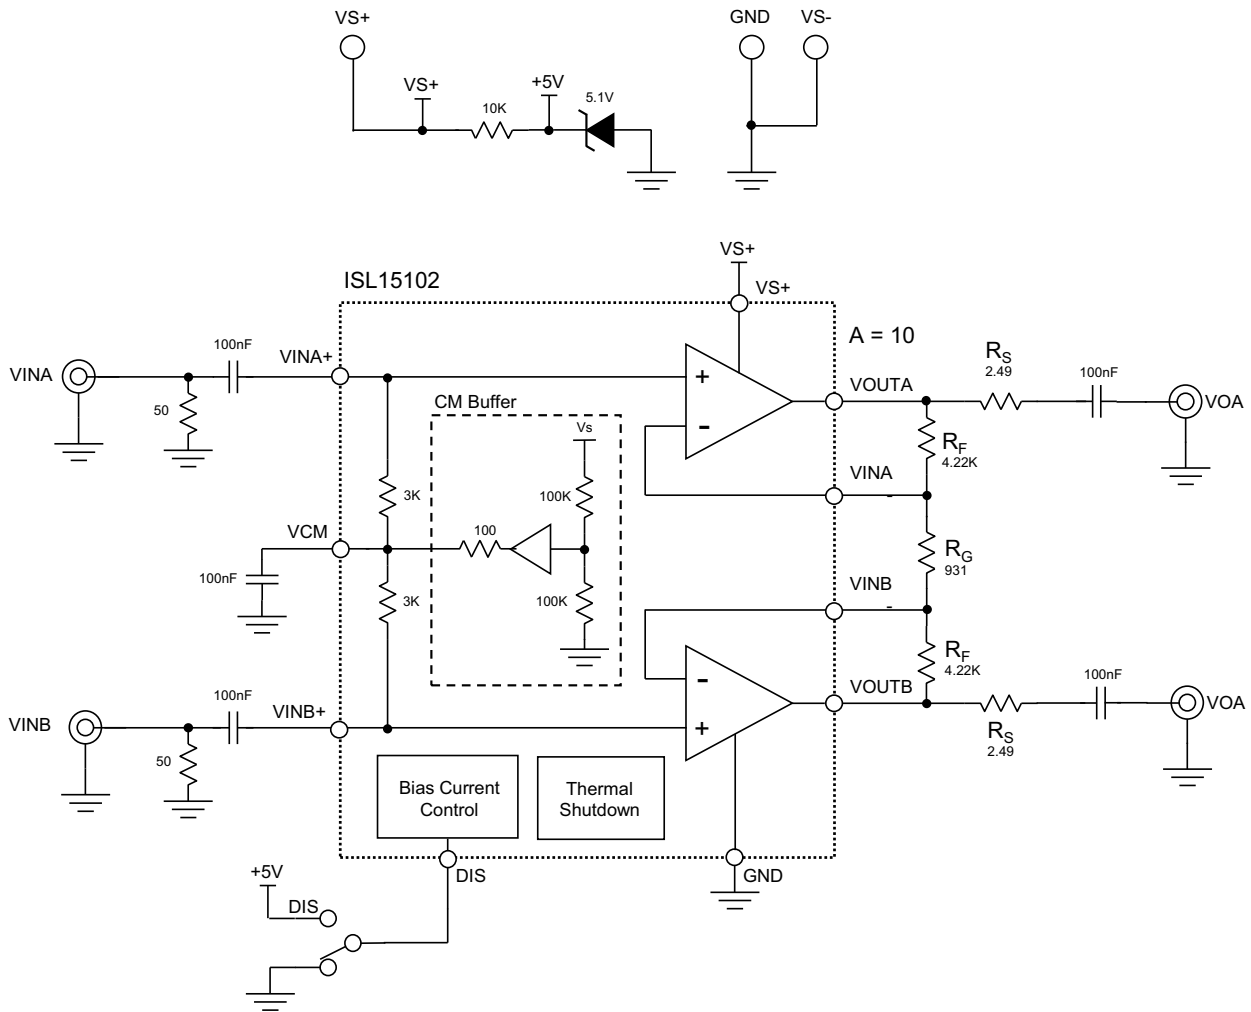 VS+
GND
VS-
VS+
10K
+5V
5.1V
VS+
VS+
ISL15102
A = 10
VINA
100nF
VINA+
50
CM Buffer
Vs
+
-
VOUTA
RS
2.49
100nF
VOA
RF
4.22K
3K
100K
VINA
-
VCM
100
100nF
RG
931
3K
100K
VINB
-
RF
4.22K
VINB
100nF
VINB+
50
-
+
VOUTB
RS
2.49
100nF
VOA
Bias Current
Control
Thermal
Shutdown
DIS
GND
+5V
DIS